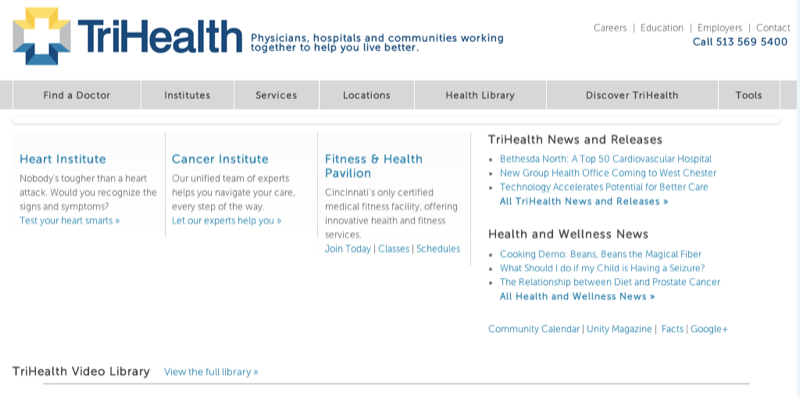 TriHealth
Physicians, hospitals and communities working
together to help you live better.
Careers | Education | Employers | Contact
Call 513 569 5400
Find a Doctor
Institutes
Services
Locations
Health Library
Discover TriHealth
Tools
Heart Institute
Nobody's tougher than a heart
attack. Would you recognize the
signs and symptoms?
Test your heart smarts »
Cancer Institute
Our unified team of experts
helps you navigate your care,
every step of the way.
Let our experts help you »
Fitness & Health
Pavilion
Cincinnati's only certified
medical fitness facility, offering
innovative health and fitness
services.
Join Today | Classes | Schedules
TriHealth News and Releases
• Bethesda North: A Top 50 Cardiovascular Hospital
• New Group Health Office Coming to West Chester
• Technology Accelerates Potential for Better Care
All TriHealth News and Releases »
Health and Wellness News
• Cooking Demo: Beans, Beans the Magical Fiber
• What Should I do if my Child is Having a Seizure?
• The Relationship between Diet and Prostate Cancer
All Health and Wellness News »
Community Calendar | Unity Magazine | Facts | Google+
TriHealth Video Library View the full library »